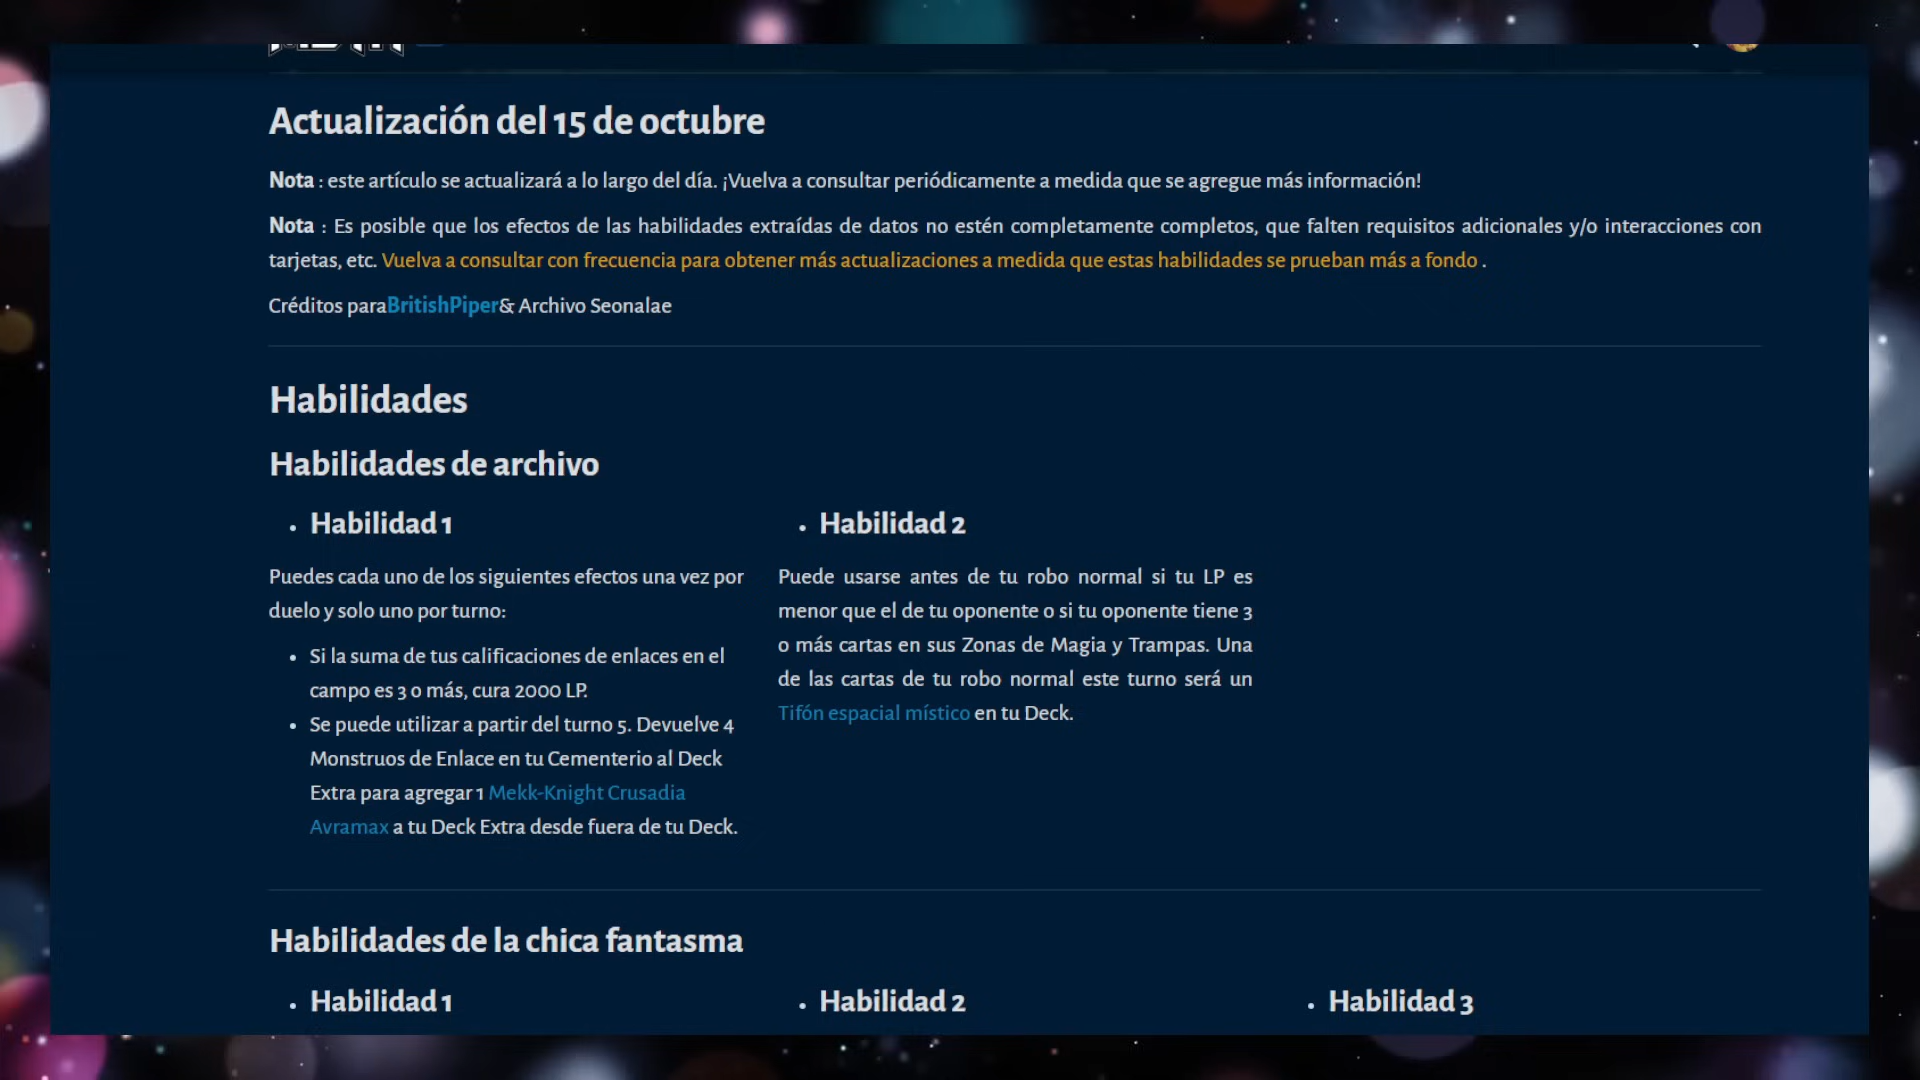 Actualización del 15 de octubre
Nota : este artículo se actualizará a lo largo del día. ¡Vuelva a consultar periódicamente a medida que se agregue más información!
Nota : Es posible que los efectos de las habilidades extraídas de datos no estén completamente completos, que falten requisitos adicionales y/o interacciones con
tarjetas, etc. Vuelva a consultar con frecuencia para obtener más actualizaciones a medida que estas habilidades se prueban más a fondo .
Créditos paraBritishPiper& Archivo Seonalae
Habilidades
Habilidades de archivo
• Habilidad 1
Puedes cada uno de los siguientes efectos una vez por
duelo y solo uno por turno:
• Si la suma de tus calificaciones de enlaces en el
campo es 3 o más, cura 2000 LP.
• Se puede utilizar a partir del turno 5. Devuelve 4
Monstruos de Enlace en tu Cementerio al Deck
Extra para agregar 1 Mekk-Knight Crusadia
Avramax a tu Deck Extra desde fuera de tu Deck.
• Habilidad 2
Puede usarse antes de tu robo normal si tu LP es
menor que el de tu oponente o si tu oponente tiene 3
o más cartas en sus Zonas de Magia y Trampas. Una
de las cartas de tu robo normal este turno será un
Tifón espacial místico en tu Deck.
Habilidades de la chica fantasma
• Habilidad 1
• Habilidad 2
• Habilidad 3